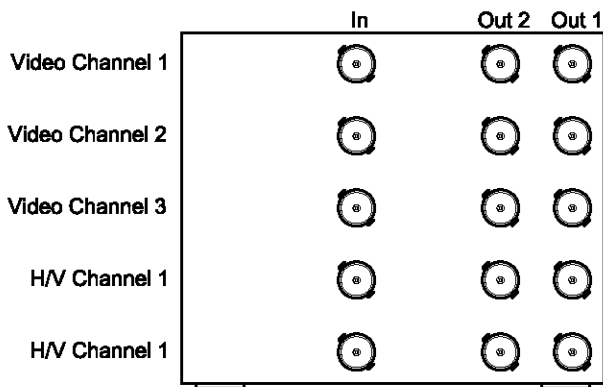 In Out 2 Out 1
Video Channel 1
Video Channel 2
Video Channel 3
H/V Channel 1
H/V Channel 1